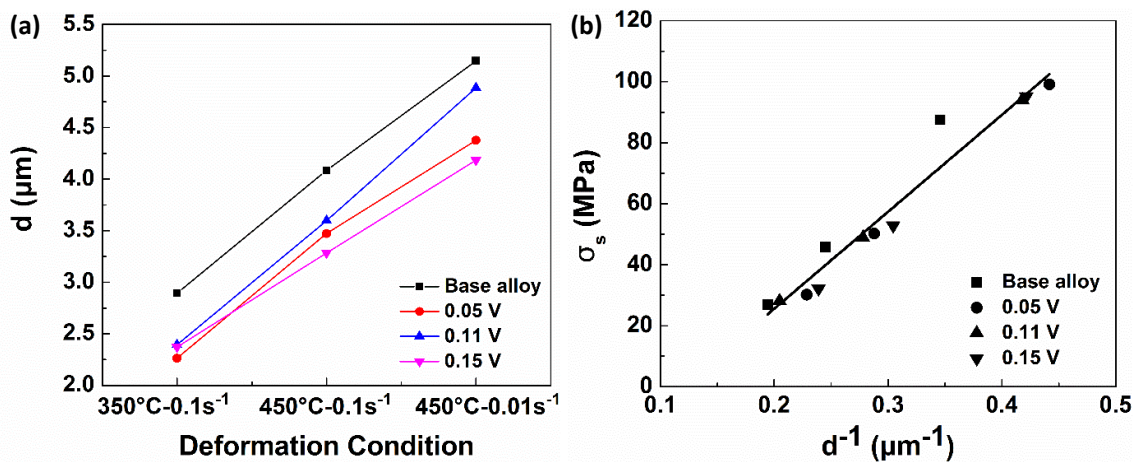 (a)
5.5
5.0
4.5
4.0
3.5
3.0
2.5
2.0
d (µm)
Base alloy
0.05 V
0.11 V
0.15 V
350°C-0.1s⁻¹ 450°C-0.1s⁻¹ 450°C-0.01s⁻¹
Deformation Condition
(b)
120
100
80
60
40
20
0
σs (MPa)
Base alloy
0.05 V
0.11 V
0.15 V
0.1 0.2 0.3 0.4 0.5
d⁻¹ (µm⁻¹)